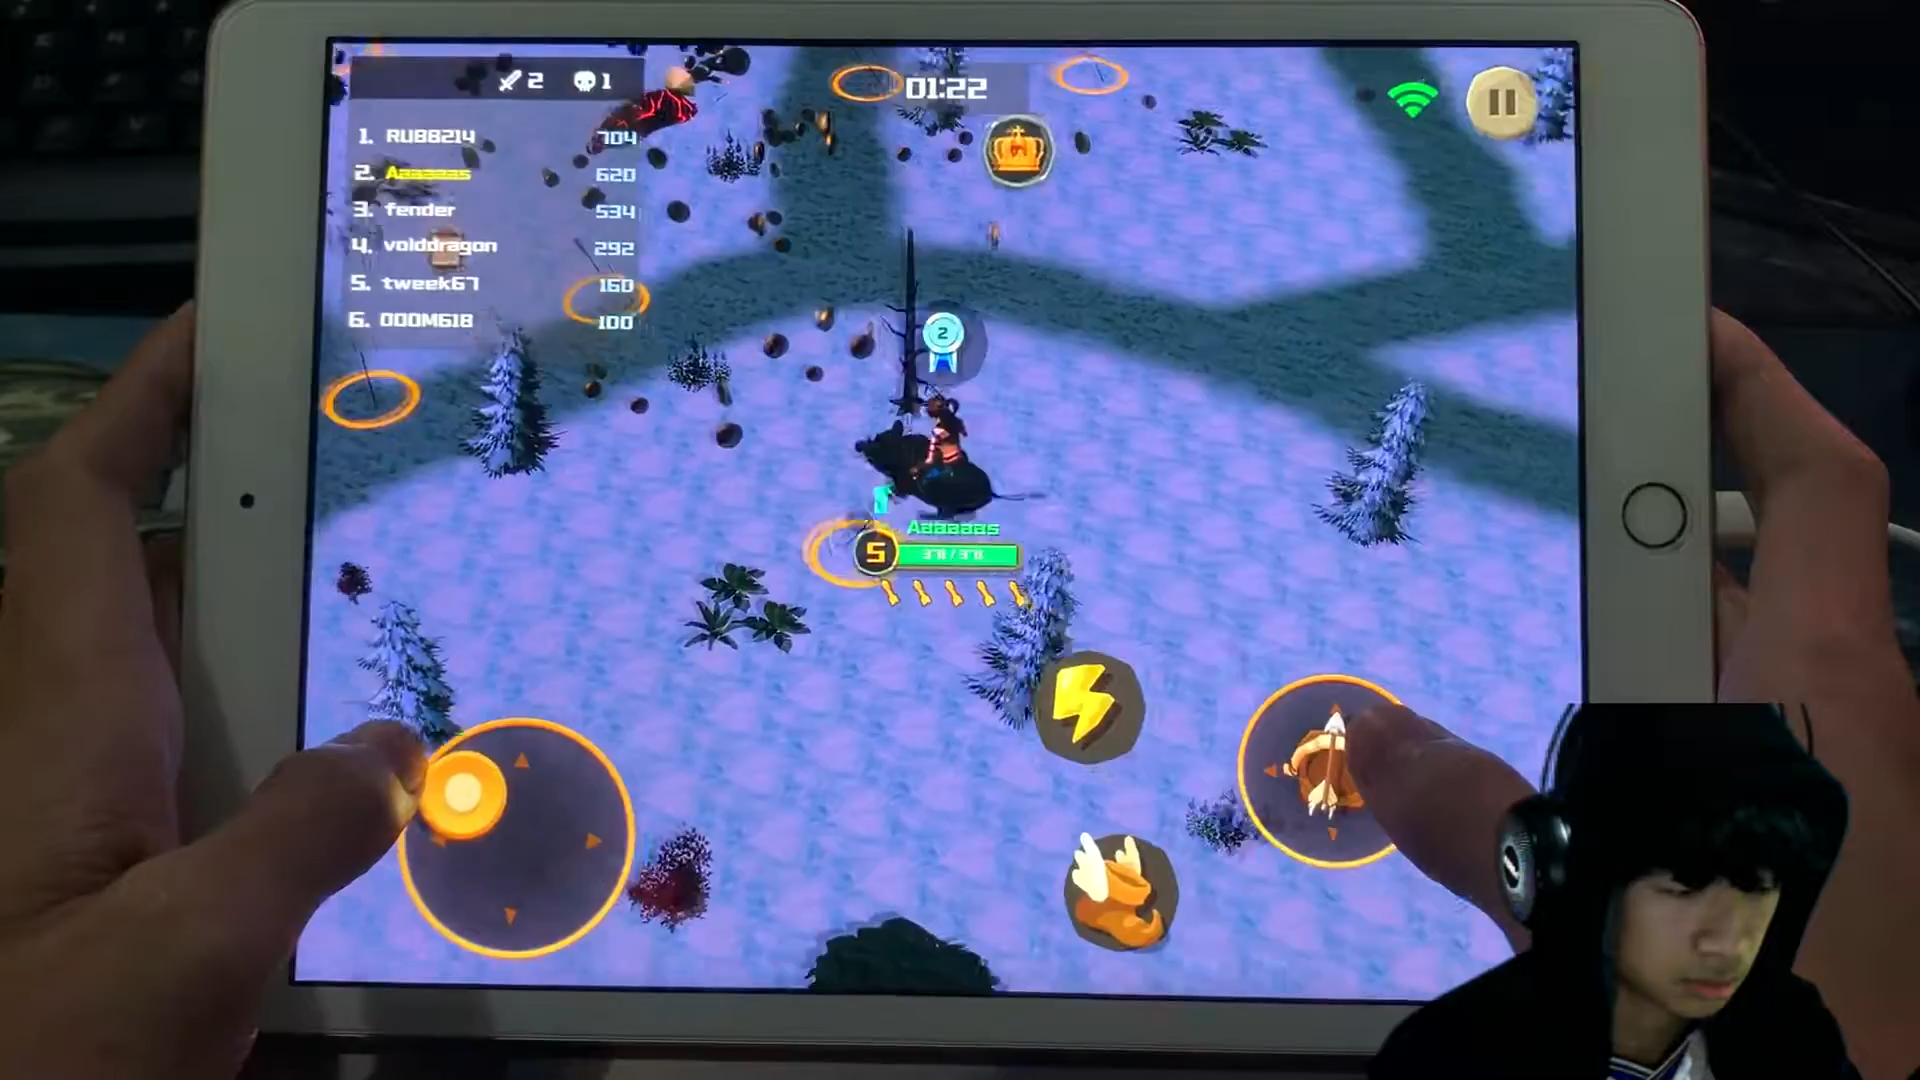 2 1
01:22
1. RUBB214 704
2. Aaaaaas 620
3. fender 534
4. volddragon 292
5. tweek67 160
6. DOOM618 100
2
Aaaaaas
5